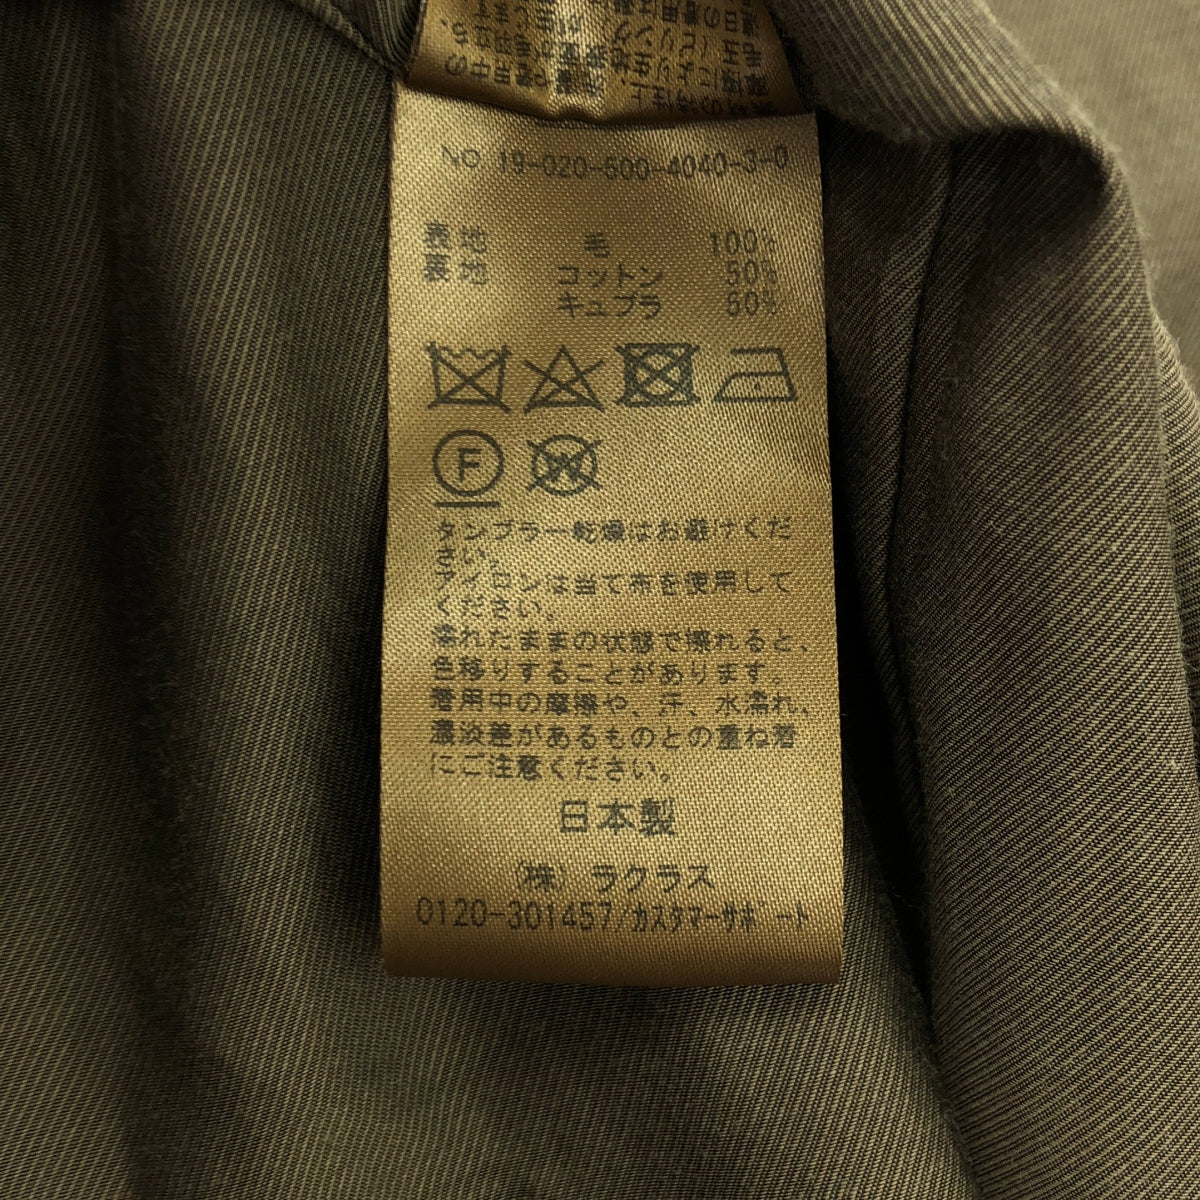 NO 19-020-500-4040-3-0
表 地 毛 100%
裏 地 コットン 50%
キュプラ 50%
F
W
タンブラー乾燥はお避けくだ
さい。
アイロンは当て布を使用して
ください。
濡れたままの状態で擦れると、
色移りすることがあります。
着用中の摩擦や、汗、水濡れ、
濃淡差があるものとの重ね着
にご注意ください。
日本製
(株) ラクラス
0120-301457/カスタマーサポート